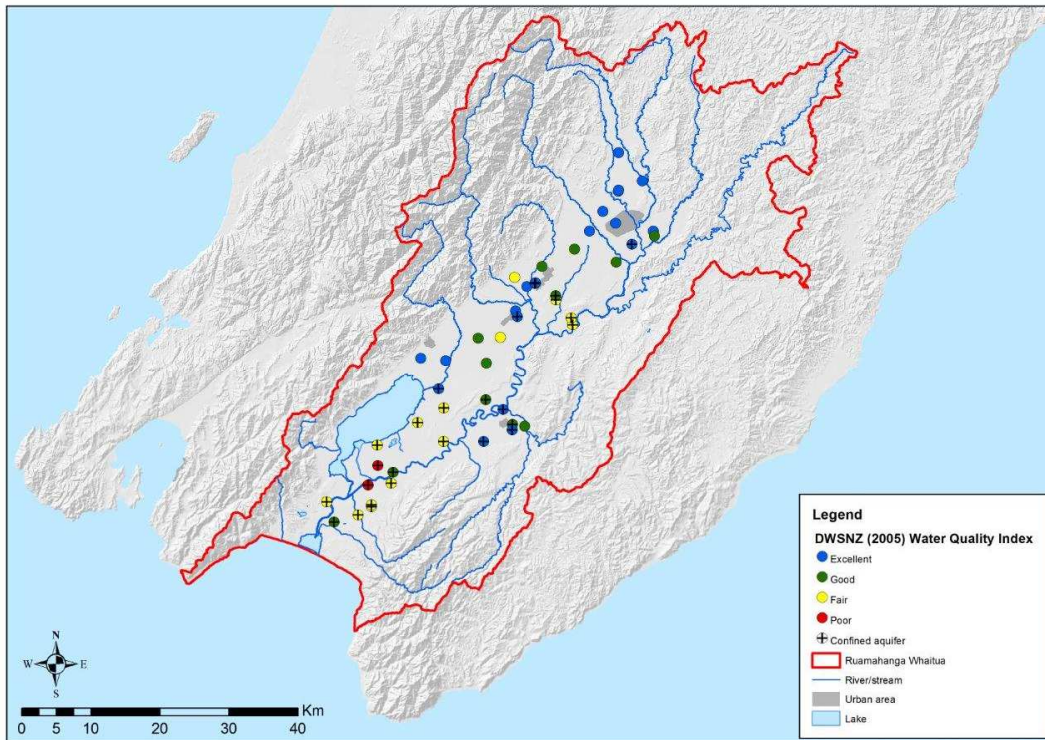 Legend
DWSNZ (2005) Water Quality Index
Excellent
Good
Fair
Poor
Confined aquifer
Ruamahanga Whaitua
River/stream
Urban area
Lake
N
W E
S
Km
0 5 10 20 30 40